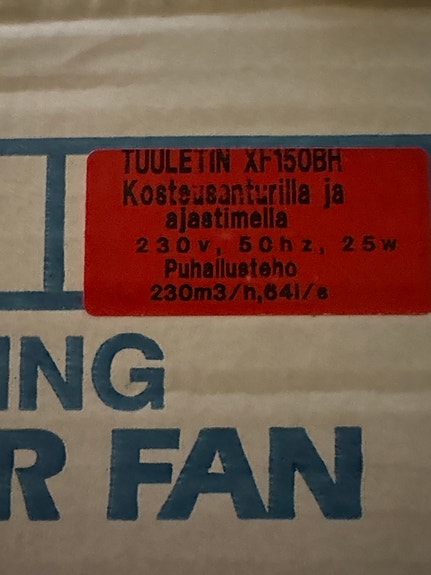 TUULETIN XF150BH
Kosteusanturilla ja
ajastimella
230v, 50hz, 25w
Puhallusteho
230m3/h,64l/s
ING
R FAN